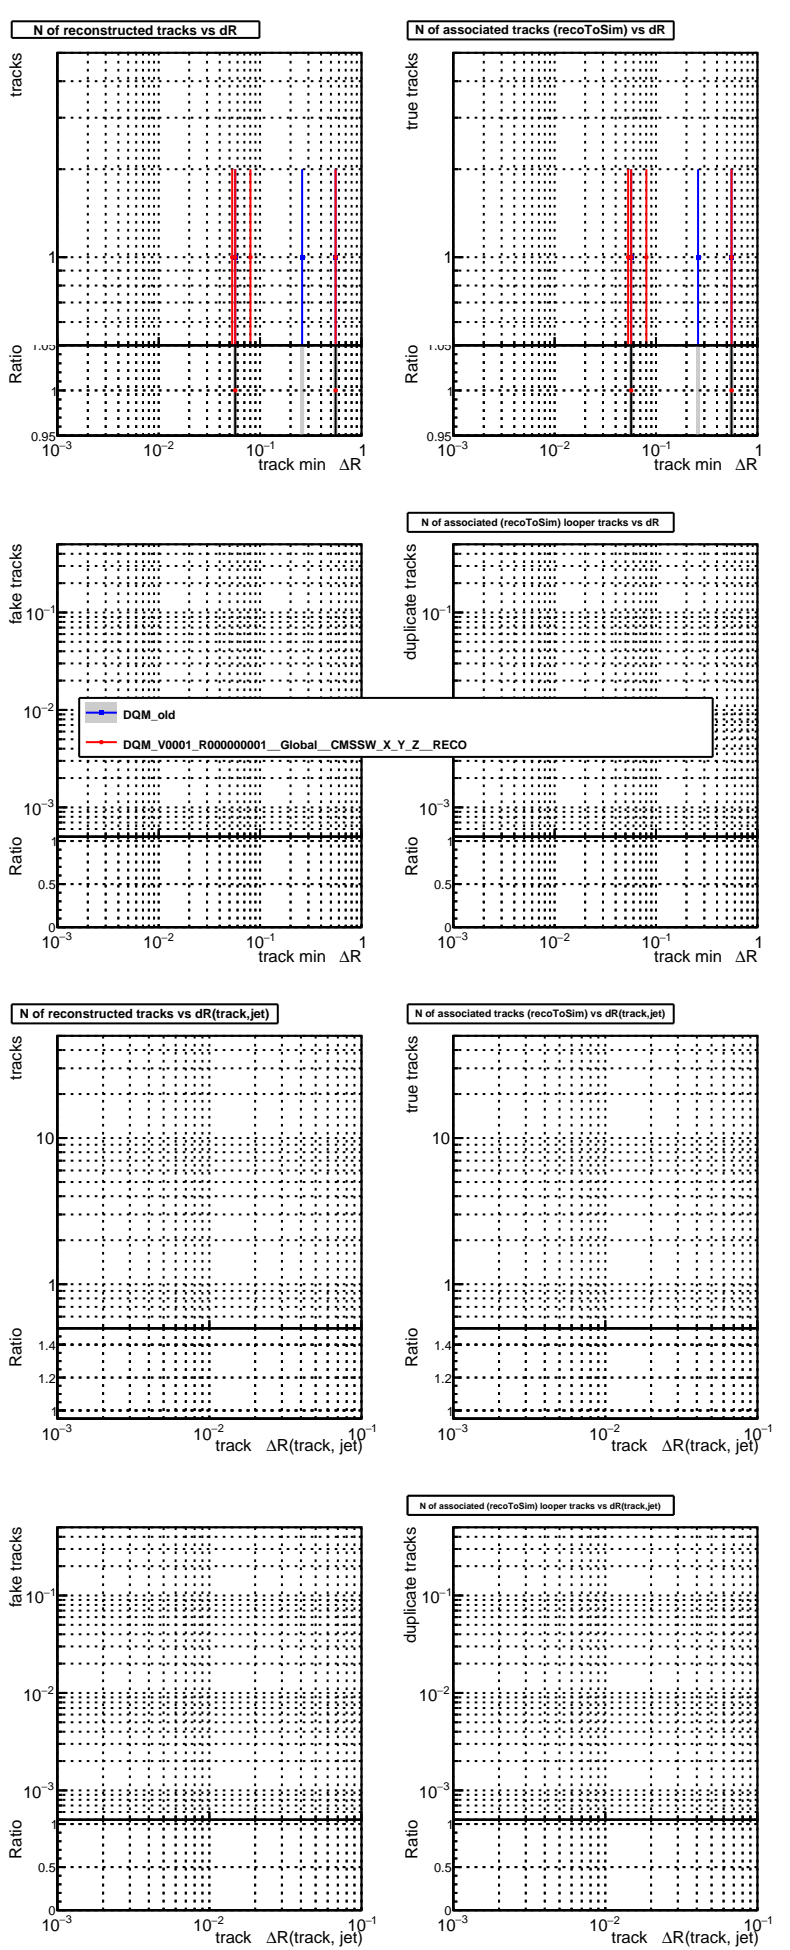 N of reconstructed tracks vs dR
tracks
1
1.05
Ratio
1
0.95
10−3 10−2 10−1 1
track min ΔR
N of associated tracks (recoToSim) vs dR
true tracks
1
1.05
Ratio
1
0.95
10−3 10−2 10−1 1
track min ΔR
fake tracks
10−1
10−2
10−3
Ratio
1
0.5
0
10−3 10−2 10−1 1
track min ΔR
N of associated (recoToSim) looper tracks vs dR
duplicate tracks
10−1
10−3
Ratio
1
0.5
0
10−3 10−2 10−1 1
track min ΔR
DQM_old
DQM_V0001_R000000001__Global__CMSSW_X_Y_Z__RECO
N of reconstructed tracks vs dR(track,jet)
tracks
10
1
Ratio
1.4
1.2
1
10−3 10−2 10−1
track ΔR(track, jet)
N of associated tracks (recoToSim) vs dR(track,jet)
true tracks
10
1
Ratio
1.4
1.2
1
10−3 10−2 10−1
track ΔR(track, jet)
fake tracks
10−1
10−2
10−3
Ratio
1
0.5
0
10−3 10−2 10−1
track ΔR(track, jet)
N of associated (recoToSim) looper tracks vs dR(track,jet)
duplicate tracks
10−1
10−2
10−3
Ratio
1
0.5
0
10−3 10−2 10−1
track ΔR(track, jet)